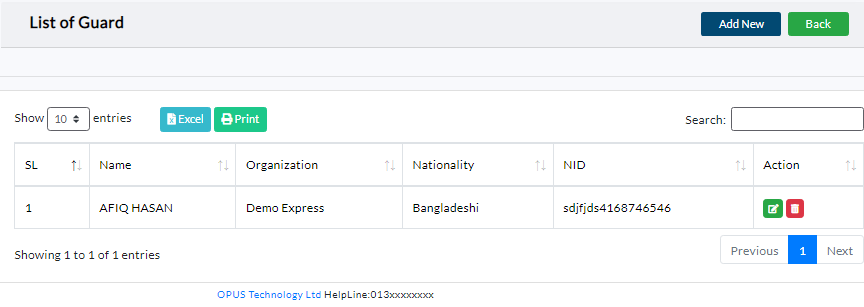 List of Guard Add New Back
Show 10 entries Excel Print Search:
SL Name Organization Nationality NID Action
1 AFIQ HASAN Demo Express Bangladeshi sdjfjds4168746546
Showing 1 to 1 of 1 entries Previous 1 Next
OPUS Technology Ltd HelpLine:013xxxxxxxx